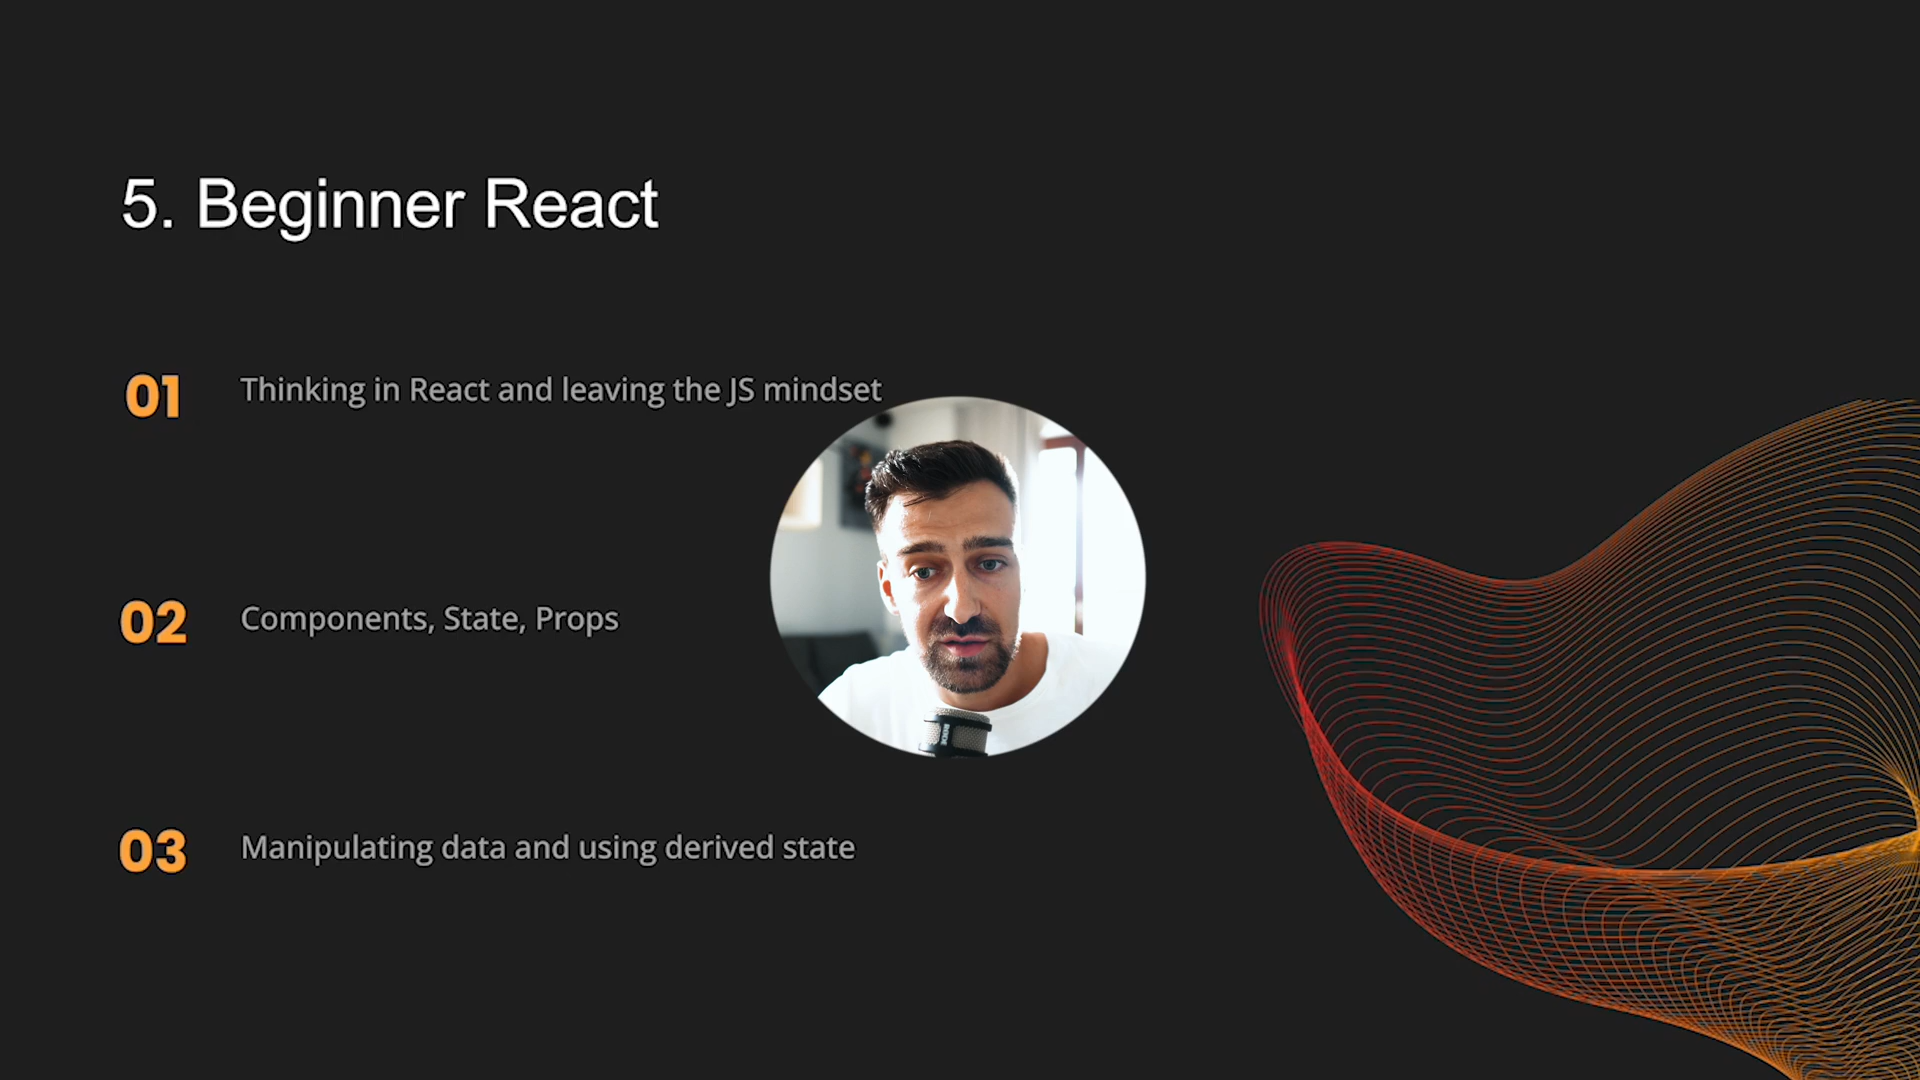 5. Beginner React
01 Thinking in React and leaving the JS mindset
02 Components, State, Props
03 Manipulating data and using derived state
RODE